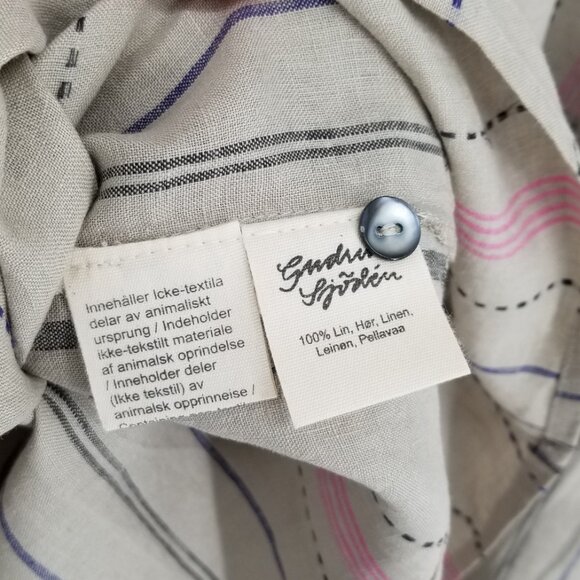 Innehåller Icke-textila
delar av animaliskt
ursprung / Indeholder
ikke-tekstilt materiale
af animalsk oprindelse
/ Inneholder deler
(Ikke tekstil) av
animalsk opprinneise /
Gudrun
Sjödén
100% Lin, Hør, Linen,
Leinen, Pellavaa